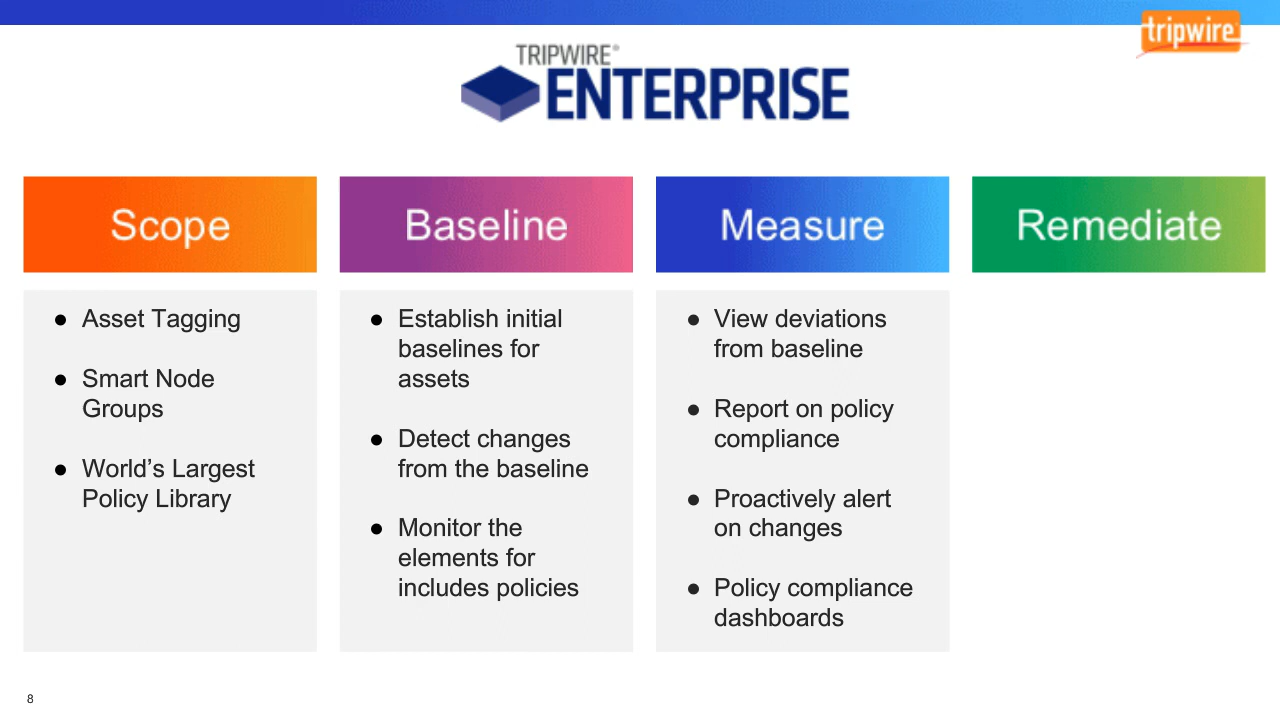 tripwire
TRIPWIRE®
ENTERPRISE
Scope
● Asset Tagging
● Smart Node
Groups
● World’s Largest
Policy Library
Baseline
● Establish initial
baselines for
assets
● Detect changes
from the baseline
● Monitor the
elements for
includes policies
Measure
● View deviations
from baseline
● Report on policy
compliance
● Proactively alert
on changes
● Policy compliance
dashboards
Remediate
8